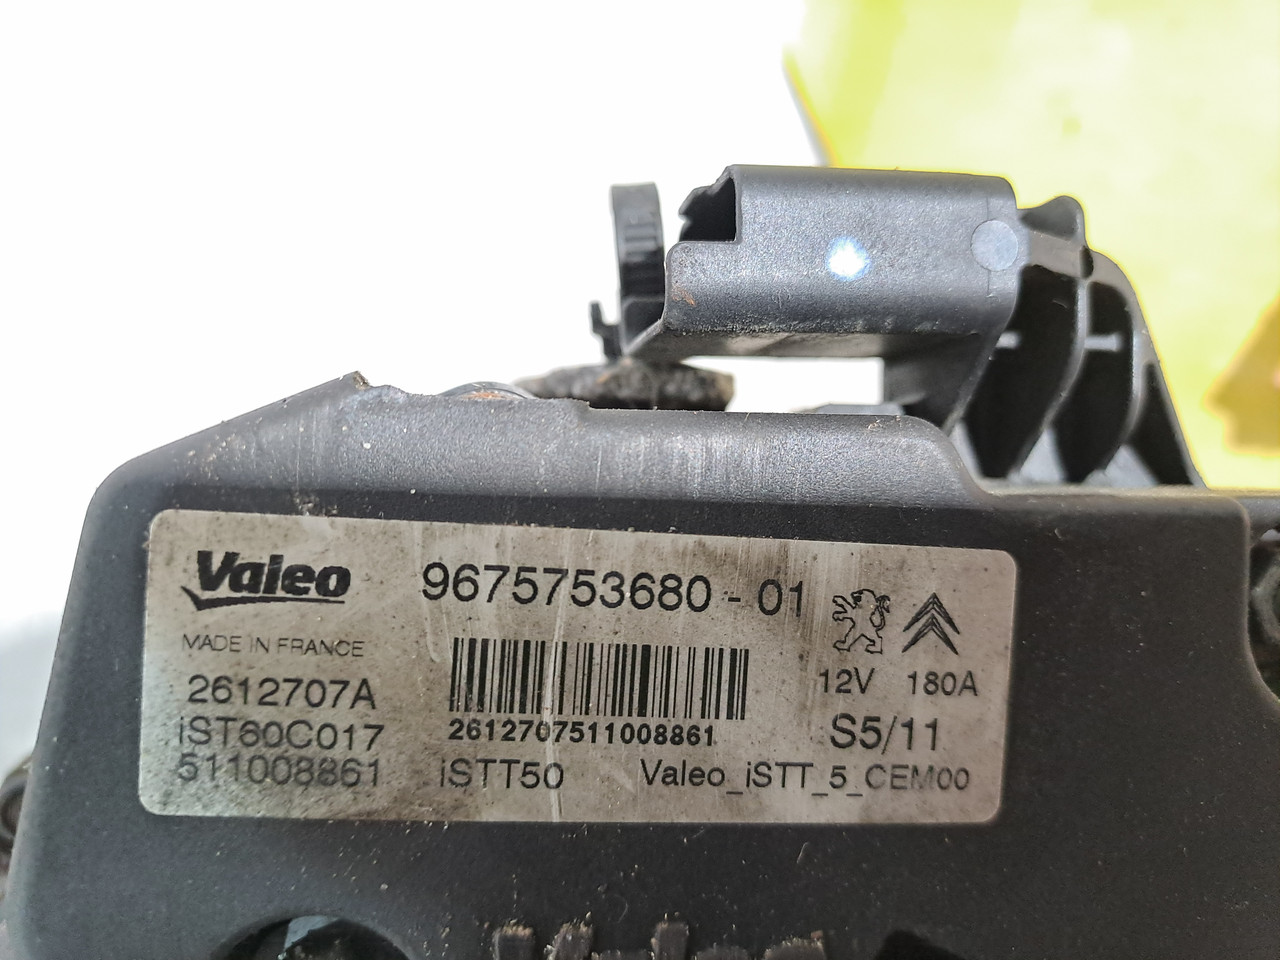 Valeo 9675753680 - 01
MADE IN FRANCE
2612707A 12V 180A
iST60C017 2612707511008861 S5/11
511008861 iSTT50 Valeo_iSTT_5_CEM00